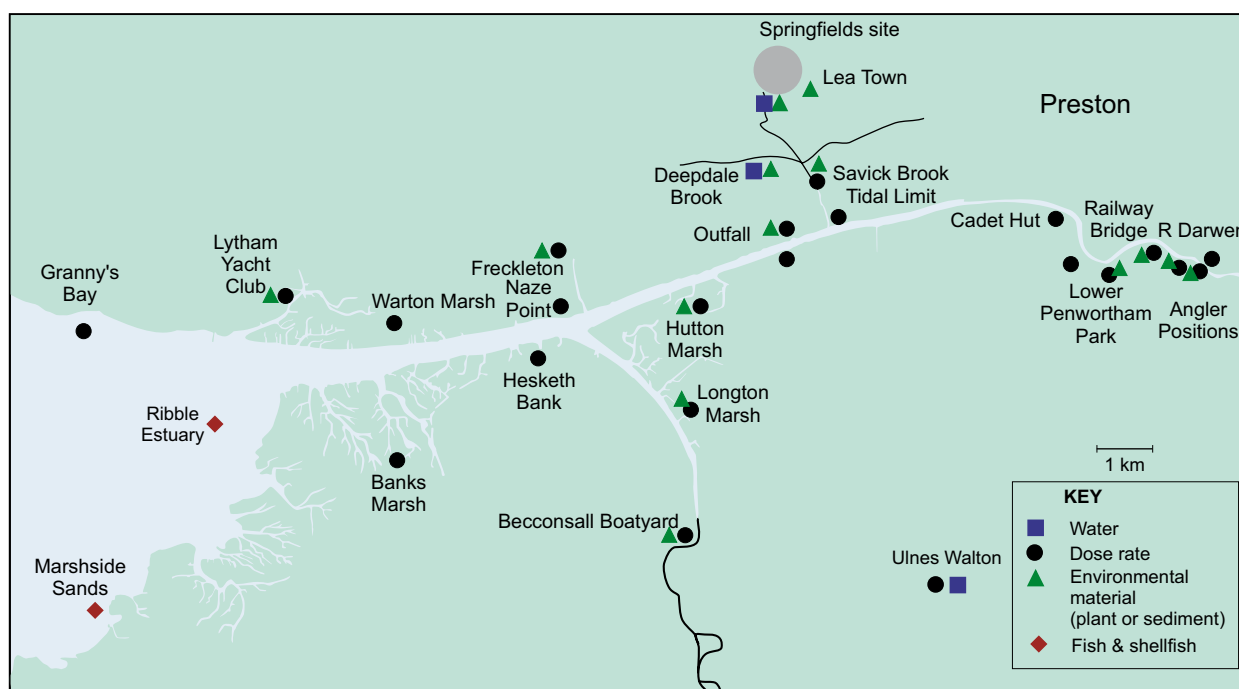 Springfields site
Lea Town
Preston
Deepdale
Brook
Savick Brook
Tidal Limit
Cadet Hut
Railway
Bridge
R Darwen
Outfall
Lytham
Yacht
Club
Granny's
Bay
Freckleton
Naze
Point
Warton Marsh
Hutton
Marsh
Lower
Penwortham
Park
Angler
Positions
Hesketh
Bank
Longton
Marsh
Ribble
Estuary
Banks
Marsh
1 km
Becconsall Boatyard
Marshside
Sands
Ulnes Walton
KEY
Water
Dose rate
Environmental
material
(plant or sediment)
Fish & shellfish